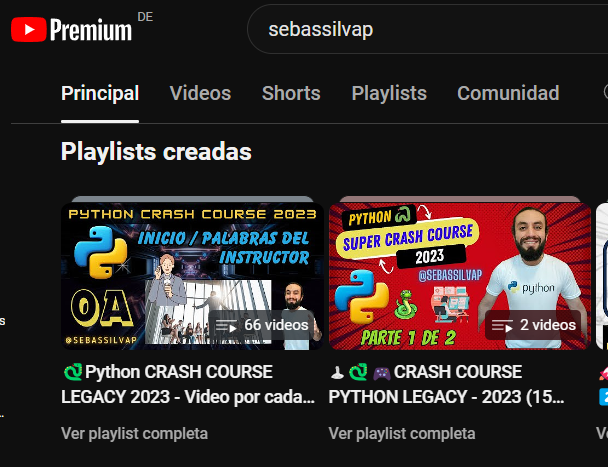 Premium DE
sebassilvap
Principal Videos Shorts Playlists Comunidad
Playlists creadas
PYTHON CRASH COURSE 2023
INICIO / PALABRAS DEL
INSTRUCTOR
0A
@SEBASSILVAP
66 videos
PYTHON
SUPER CRASH COURSE
2023
@SEBASSILVAP
python
PARTE 1 DE 2
2 videos
Python CRASH COURSE
LEGACY 2023 - Video por cada...
Ver playlist completa
CRASH COURSE
PYTHON LEGACY - 2023 (15...
Ver playlist completa